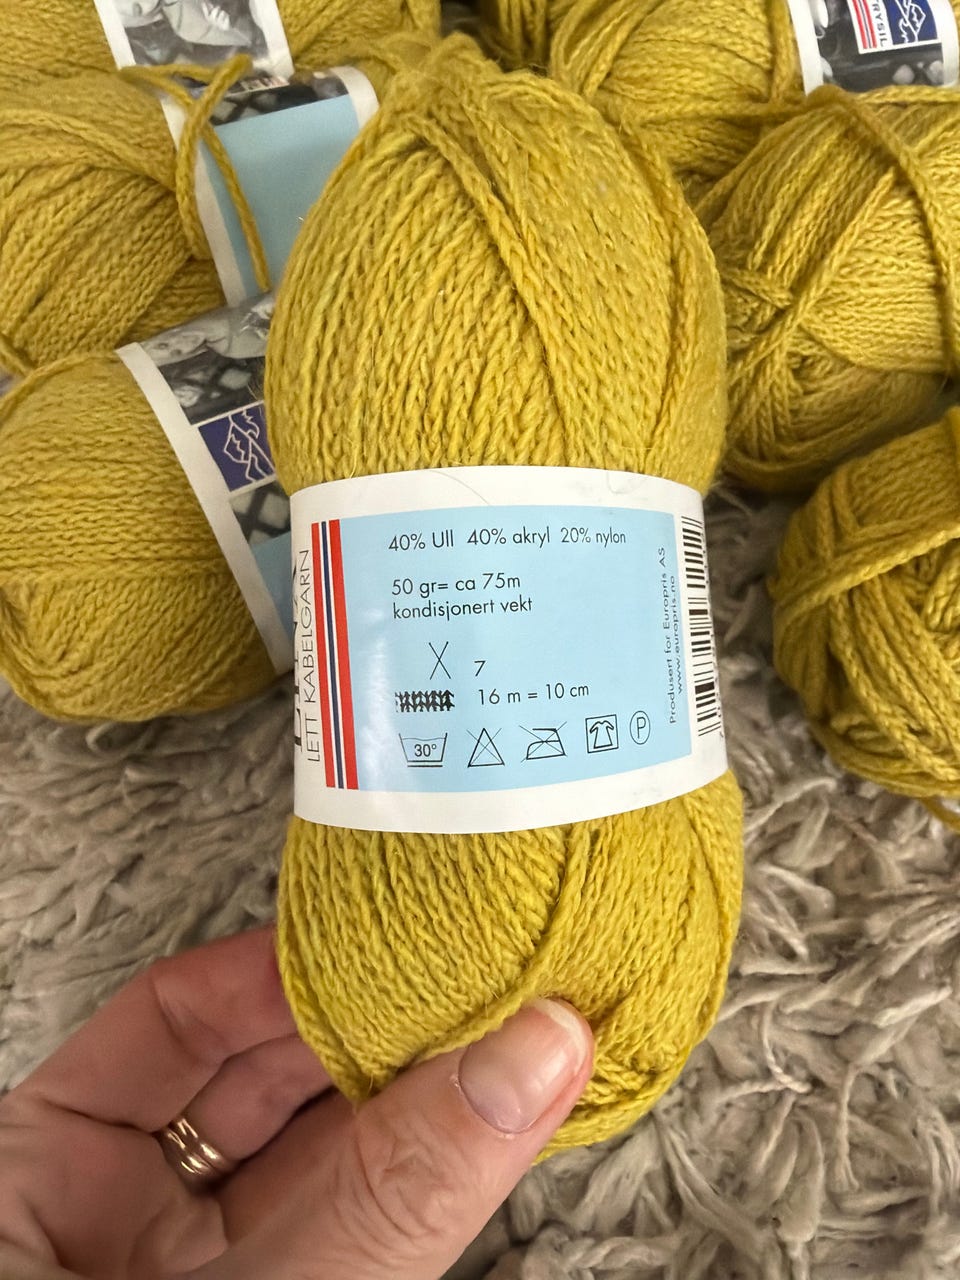 40% Ull 40% akryl 20% nylon
50 gr= ca 75m
kondisjonert vekt
7
16 m = 10 cm
30°
P
LETT KABELGARN
Produsert for Europris AS
www.europris.no
TRYSIL